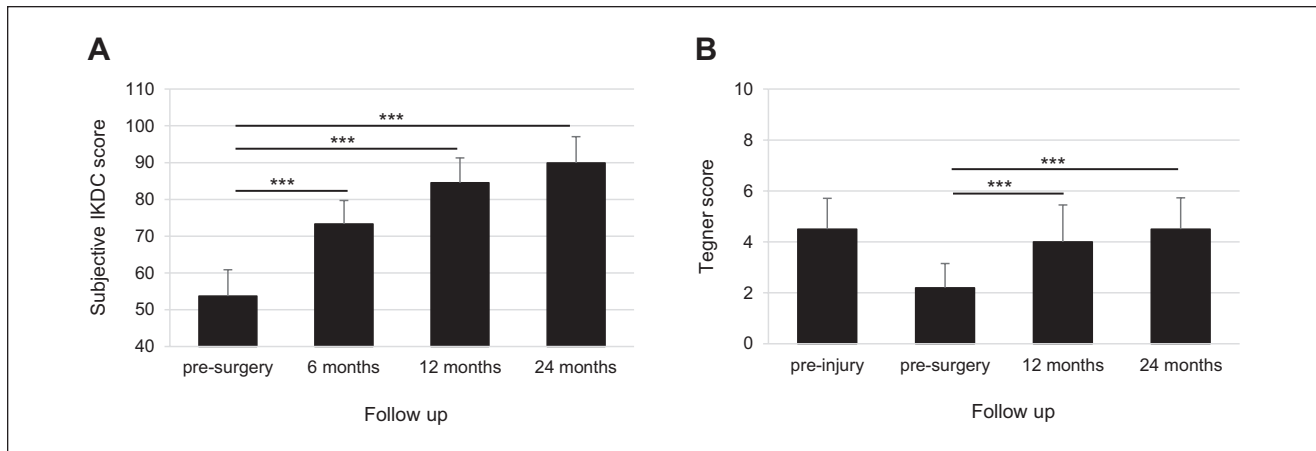 A
Subjective IKDC score
110
100
90
80
70
60
50
40
***
***
***
pre-surgery 6 months 12 months 24 months
Follow up
B
Tegner score
10
8
6
4
2
0
***
***
pre-injury pre-surgery 12 months 24 months
Follow up